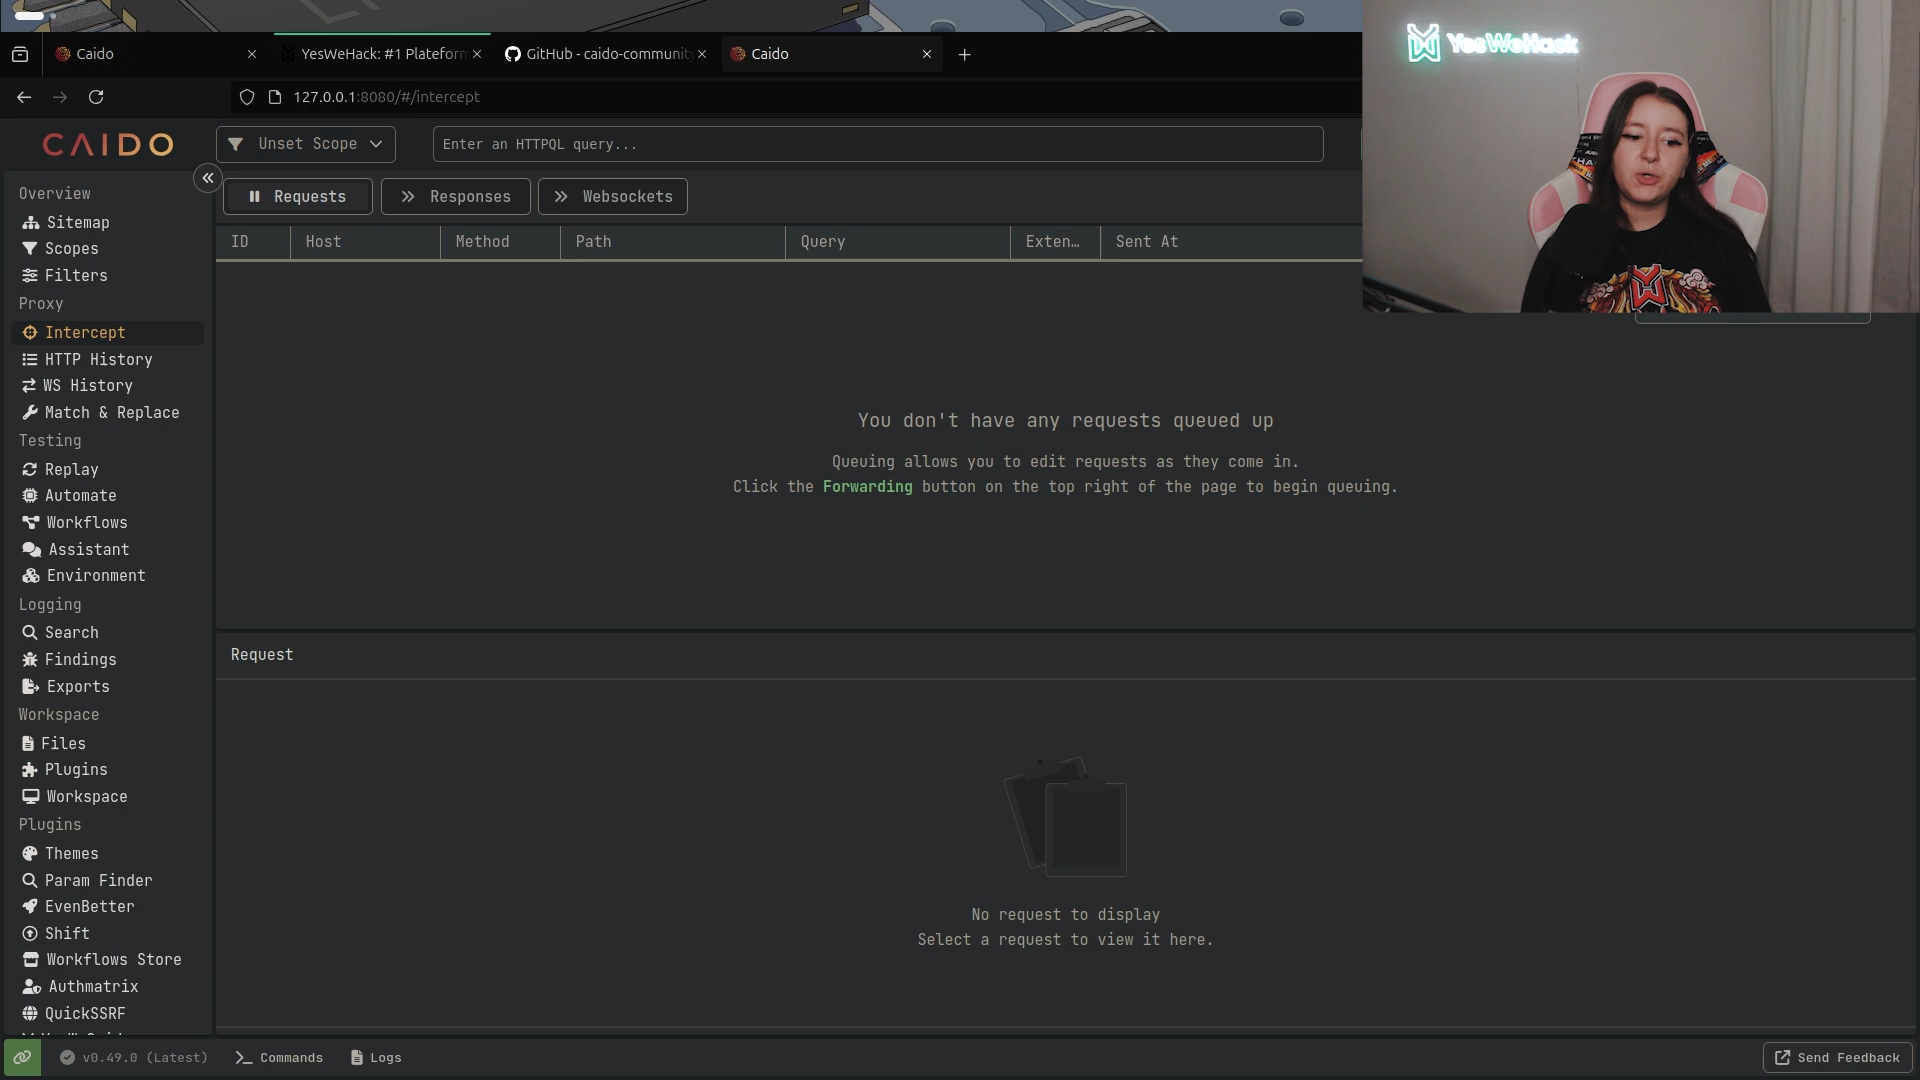 Caido
YesWeHack: #1 Plateform
GitHub - caido-communit
Caido
127.0.0.1:8080/#/intercept
YesWeHack
CAIDO
Unset Scope
Enter an HTTPQL query...
Overview
Sitemap
Scopes
Filters
Proxy
Intercept
HTTP History
WS History
Match & Replace
Testing
Replay
Automate
Workflows
Assistant
Environment
Logging
Search
Findings
Exports
Workspace
Files
Plugins
Workspace
Plugins
Themes
Param Finder
EvenBetter
Shift
Workflows Store
Authmatrix
QuickSSRF
Requests
Responses
Websockets
ID
Host
Method
Path
Query
Exten...
Sent At
You don't have any requests queued up
Queuing allows you to edit requests as they come in.
Click the Forwarding button on the top right of the page to begin queuing.
Request
No request to display
Select a request to view it here.
v0.49.0 (Latest)
Commands
Logs
Send Feedback